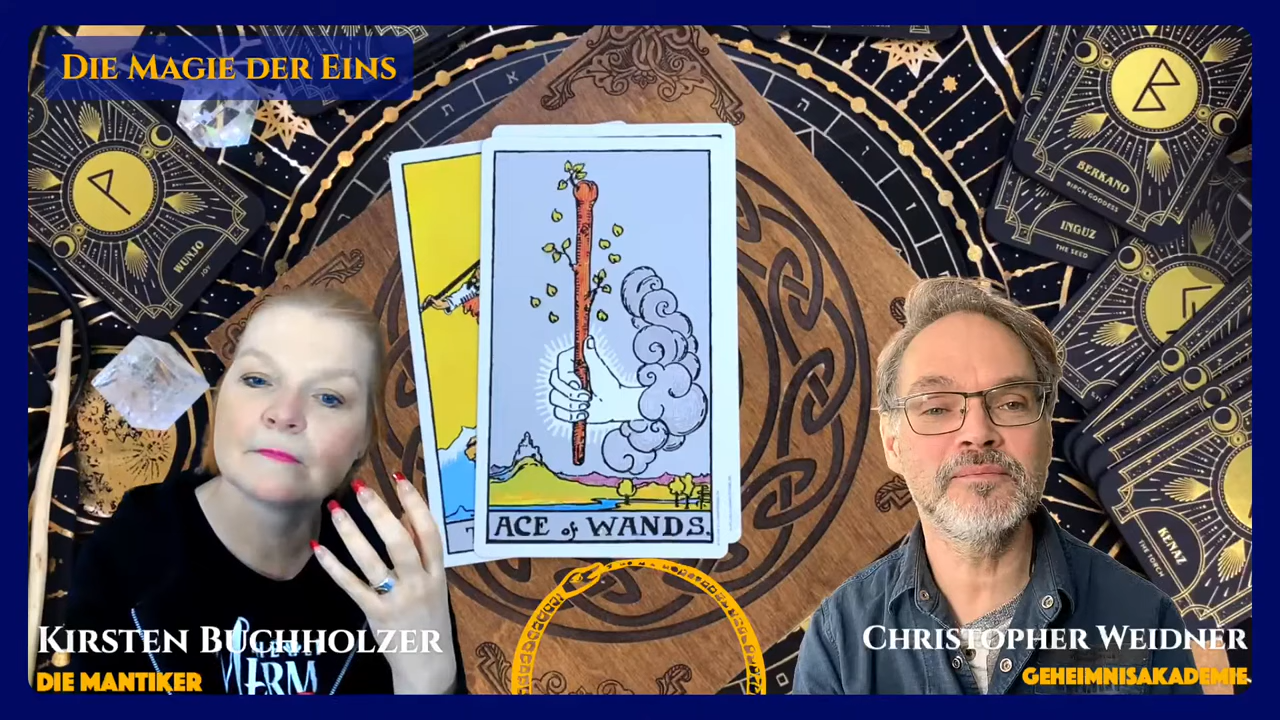 Die Magie der Eins
WUNJO
JOY
BERKANO
BIRCH GODDESS
INGUZ
THE SEED
ACE of WANDS.
KENAZ
THE TORCH
Kirsten Buchholzer
DIE MANTIKER
Christopher Weidner
GEHEIMNISAKADEMIE